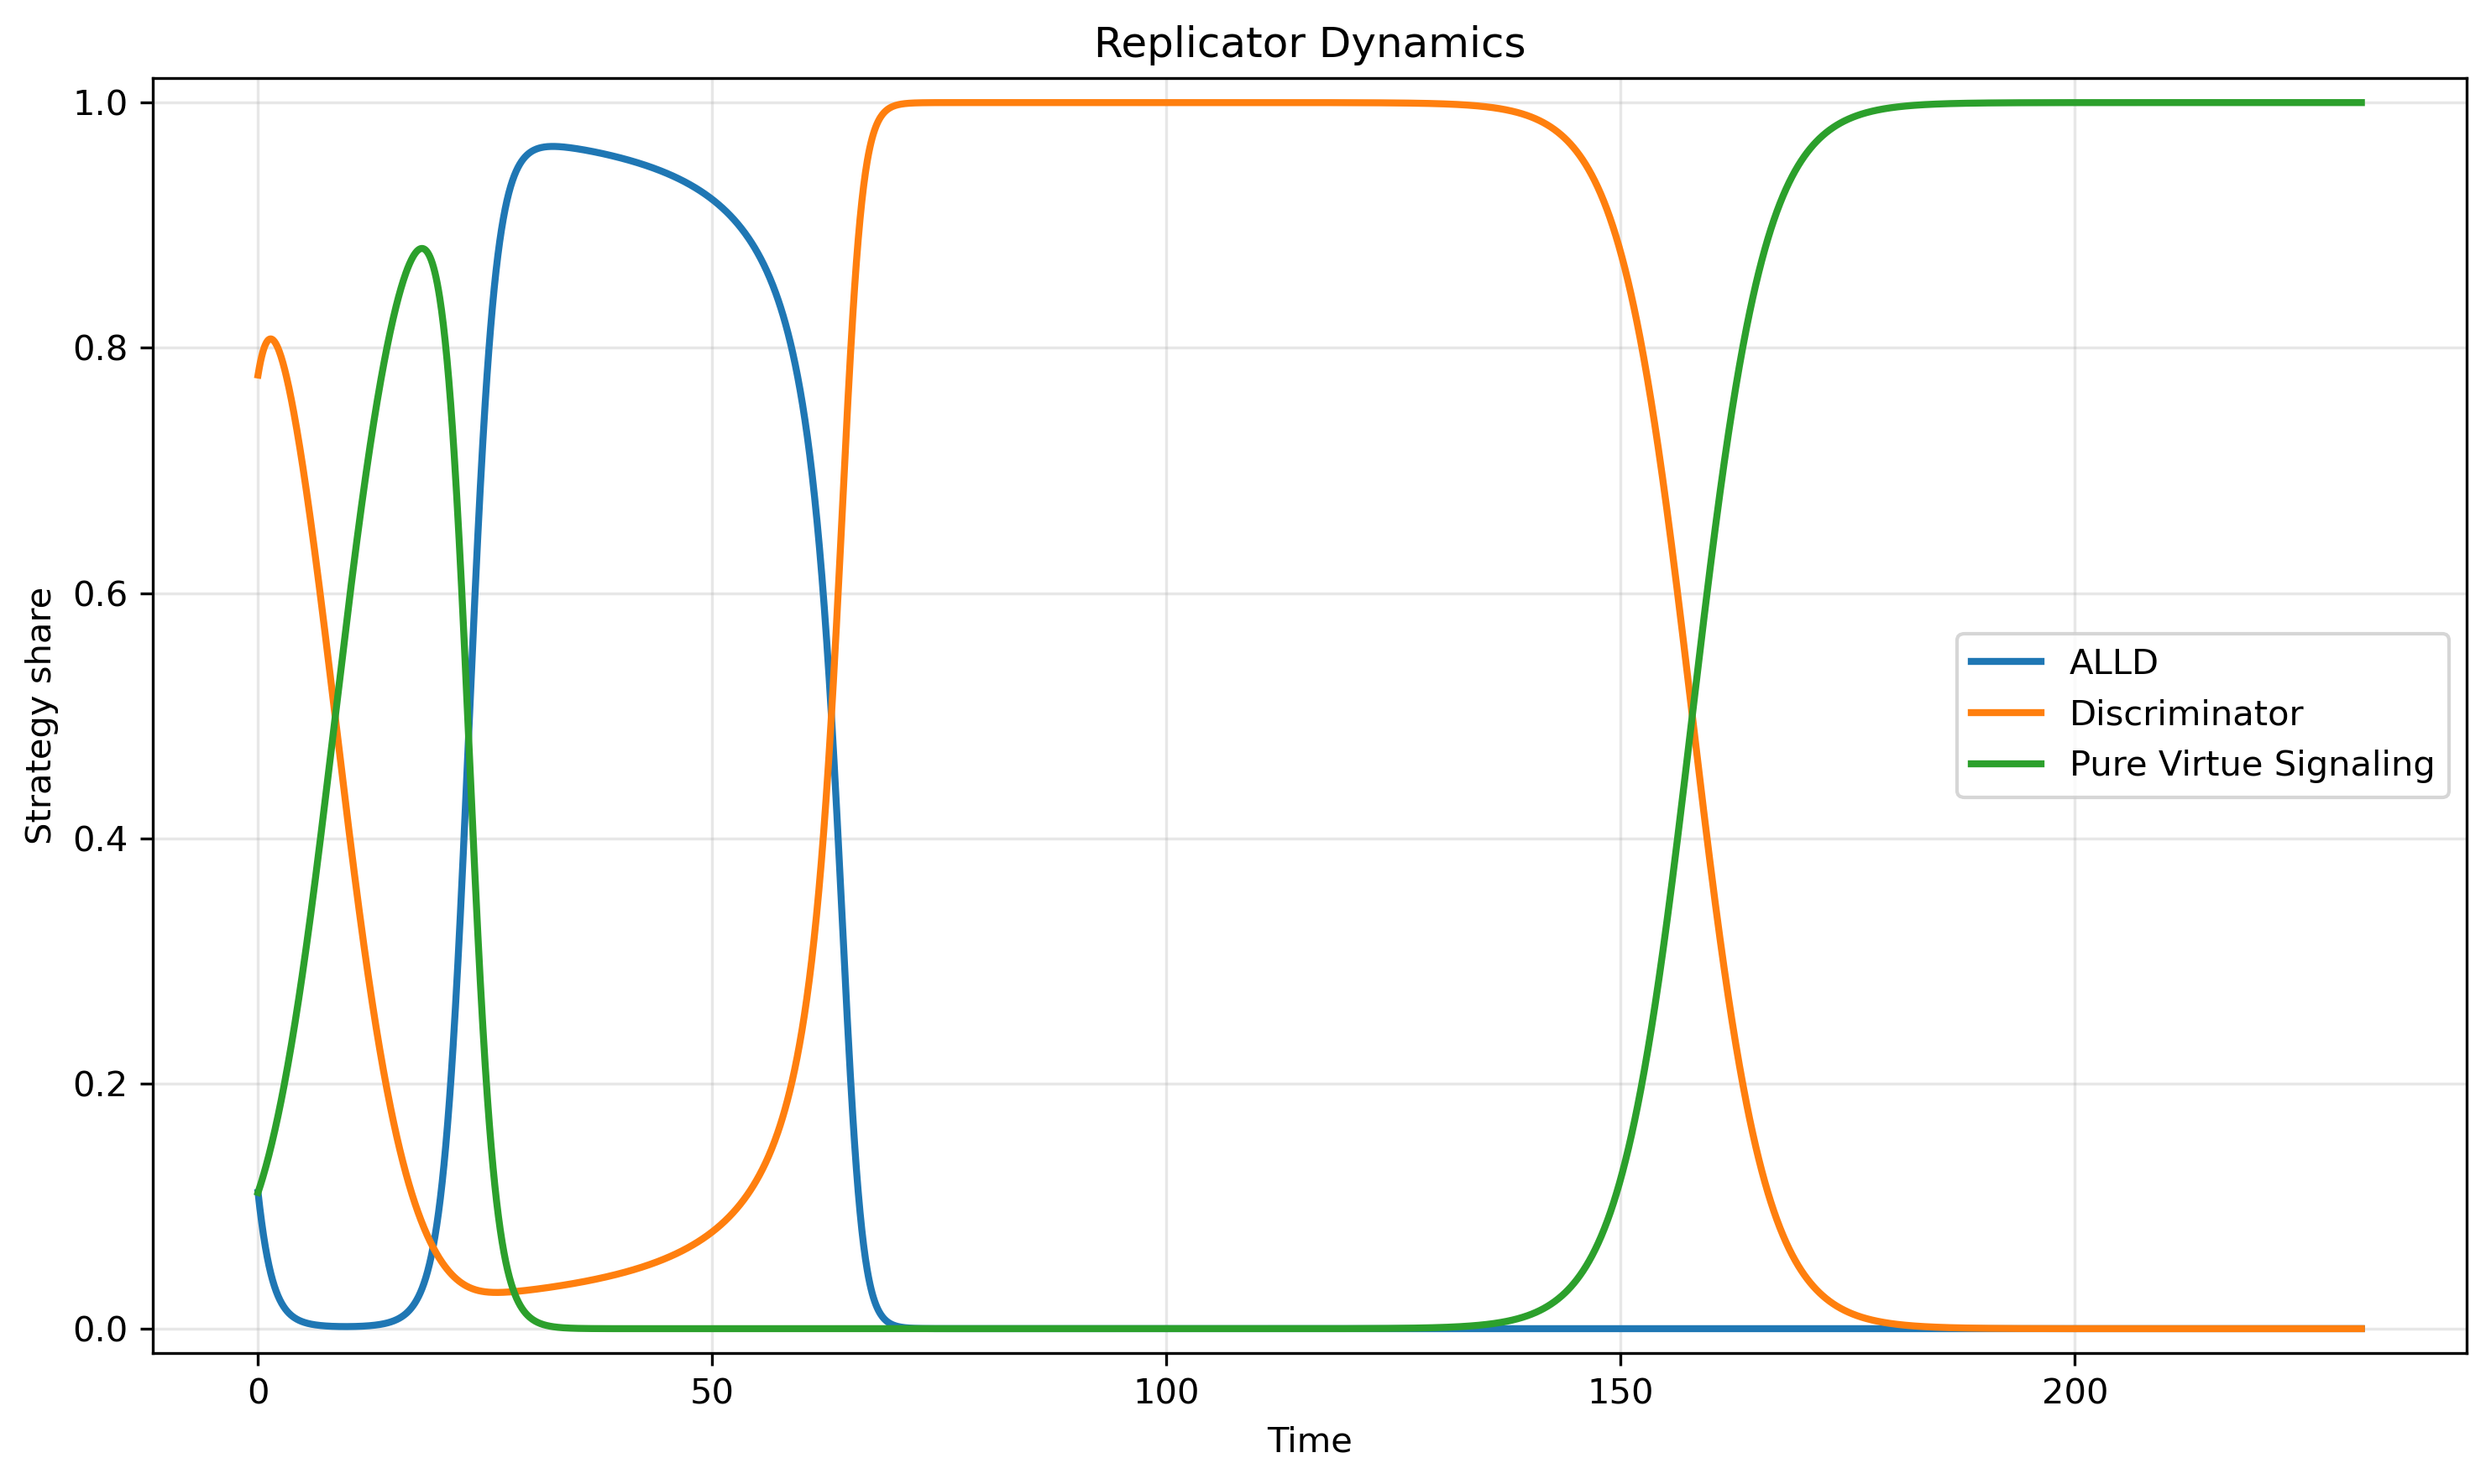 Replicator Dynamics
Strategy share
1.0
0.8
0.6
0.4
0.2
0.0
ALLD
Discriminator
Pure Virtue Signaling
0
50
100
150
200
Time